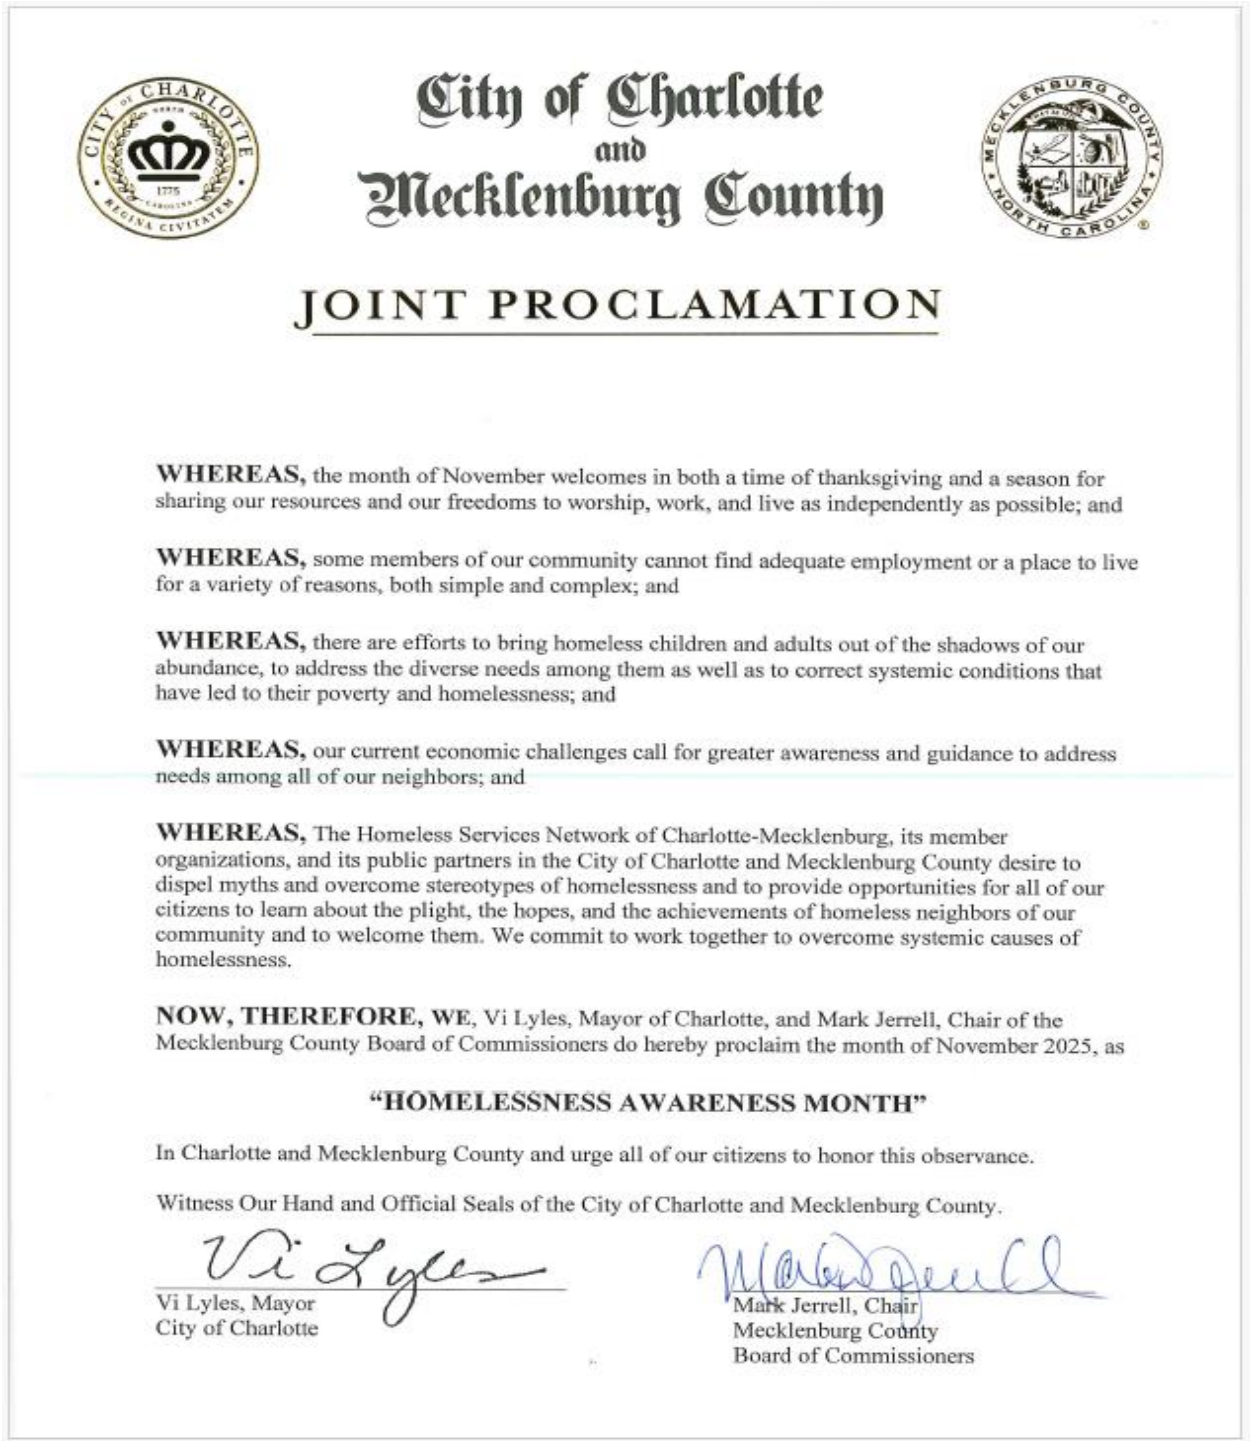 City of Charlotte
and
Mecklenburg County
CITY OF CHARLOTTE
NORTH
1775
CAROLINA
REGINA CIVITATEM
MECKLENBURG COUNTY
NORTH CAROLINA
®
JOINT PROCLAMATION
WHEREAS, the month of November welcomes in both a time of thanksgiving and a season for
sharing our resources and our freedoms to worship, work, and live as independently as possible; and
WHEREAS, some members of our community cannot find adequate employment or a place to live
for a variety of reasons, both simple and complex; and
WHEREAS, there are efforts to bring homeless children and adults out of the shadows of our
abundance, to address the diverse needs among them as well as to correct systemic conditions that
have led to their poverty and homelessness; and
WHEREAS, our current economic challenges call for greater awareness and guidance to address
needs among all of our neighbors; and
WHEREAS, The Homeless Services Network of Charlotte-Mecklenburg, its member
organizations, and its public partners in the City of Charlotte and Mecklenburg County desire to
dispel myths and overcome stereotypes of homelessness and to provide opportunities for all of our
citizens to learn about the plight, the hopes, and the achievements of homeless neighbors of our
community and to welcome them. We commit to work together to overcome systemic causes of
homelessness.
NOW, THEREFORE, WE, Vi Lyles, Mayor of Charlotte, and Mark Jerrell, Chair of the
Mecklenburg County Board of Commissioners do hereby proclaim the month of November 2025, as
“HOMELESSNESS AWARENESS MONTH”
In Charlotte and Mecklenburg County and urge all of our citizens to honor this observance.
Witness Our Hand and Official Seals of the City of Charlotte and Mecklenburg County.
Vi Lyles
Vi Lyles, Mayor
City of Charlotte
Mark Jerrell
Mark Jerrell, Chair
Mecklenburg County
Board of Commissioners